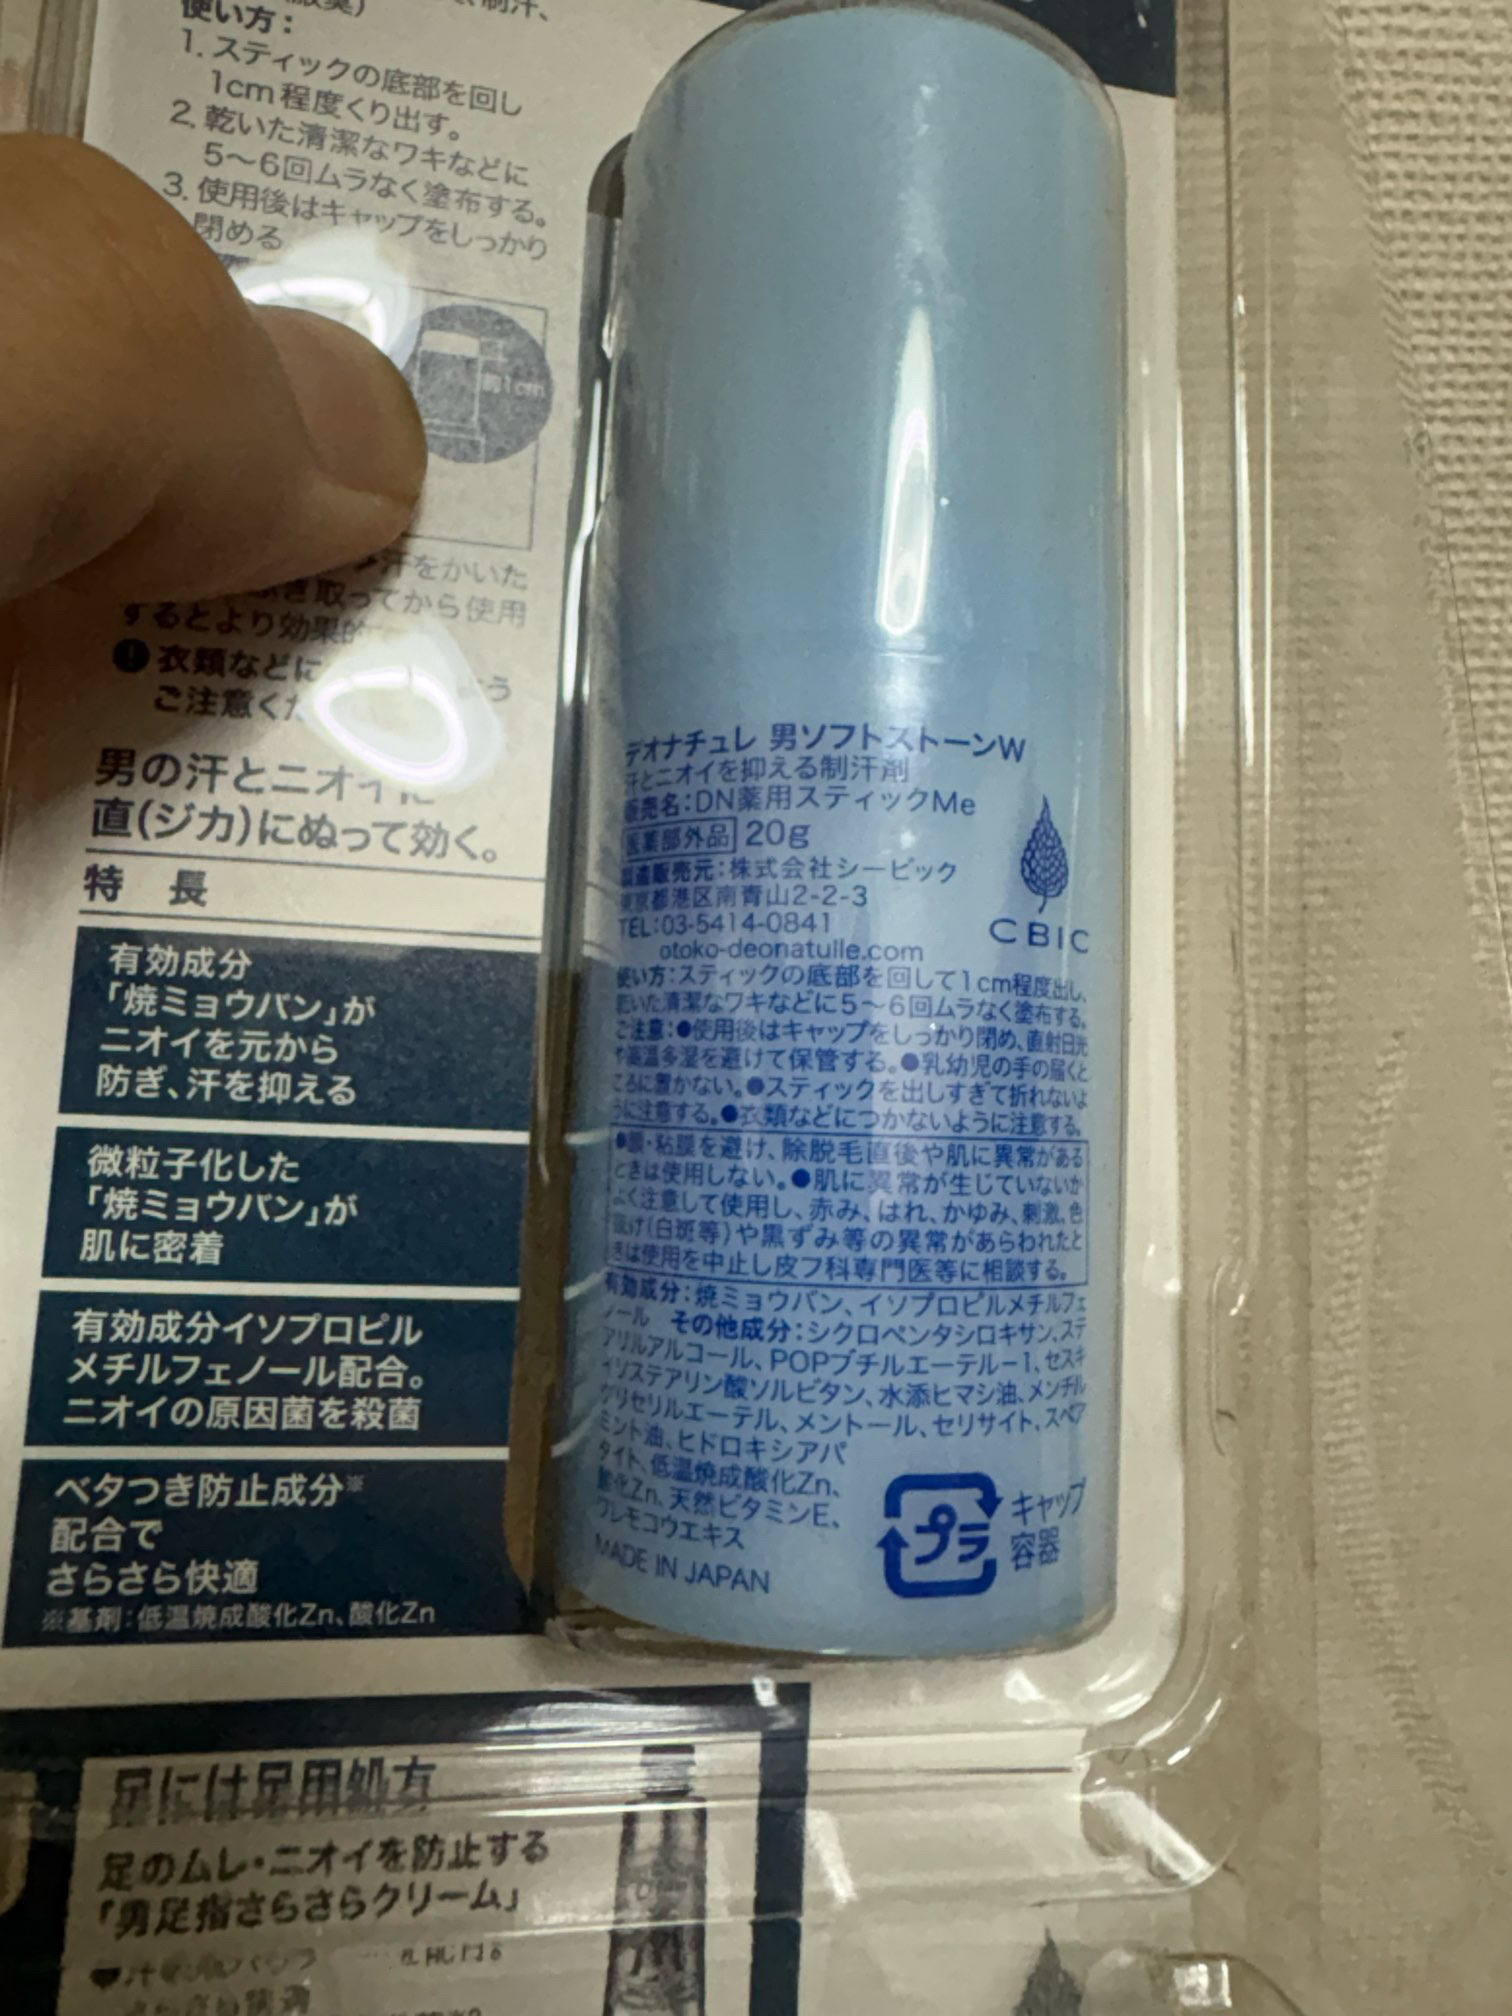 制汗、
使い方：
1. スティックの底部を回し
1cm程度くり出す。
2. 乾いた清潔なワキなどに
5〜6回ムラなく塗布する。
3. 使用後はキャップをしっかり
閉める
約1cm
汗をかいた
き取ってから使用
するとより効果的
! 衣類などに
ご注意くだ
男の汗とニオイに
直(ジカ)にぬって効く。
特 長
有効成分
「焼ミョウバン」が
ニオイを元から
防ぎ、汗を抑える
微粒子化した
「焼ミョウバン」が
肌に密着
有効成分イソプロピル
メチルフェノール配合。
ニオイの原因菌を殺菌
ベタつき防止成分※
配合で
さらさら快適
※基剤：低温焼成酸化Zn、酸化Zn
足には足用処方
足のムレ・ニオイを防止する
「男足指さらさらクリーム」
デオナチュレ 男ソフトストーンW
汗とニオイを抑える制汗剤
販売名：DN薬用スティックMe
医薬部外品 20g
製造販売元：株式会社シービック
東京都港区南青山2-2-3
TEL：03-5414-0841
otoko-deonatulle.com
CBIC
使い方：スティックの底部を回して1cm程度出し、
乾いた清潔なワキなどに5〜6回ムラなく塗布する。
ご注意：●使用後はキャップをしっかり閉め、直射日光
や高温多湿を避けて保管する。●乳幼児の手の届くと
ころに置かない。●スティックを出しすぎて折れないよ
うに注意する。●衣類などにつかないように注意する。
●顔・粘膜を避け、除脱毛直後や肌に異常がある
ときは使用しない。●肌に異常が生じていないか
よく注意して使用し、赤み、はれ、かゆみ、刺激、色
抜け(白斑等)や黒ずみ等の異常があらわれたと
きは使用を中止し皮フ科専門医等に相談する。
有効成分：焼ミョウバン、イソプロピルメチルフェ
ノール その他成分：シクロペンタシロキサン、ステ
アリルアルコール、POPブチルエーテル-1、セスキ
イソステアリン酸ソルビタン、水添ヒマシ油、メンチル
グリセリルエーテル、メントール、セリサイト、スペア
ミント油、ヒドロキシアパ
タイト、低温焼成酸化Zn、
酸化Zn、天然ビタミンE、
ワレモコウエキス
MADE IN JAPAN
プラ
キャップ
容器